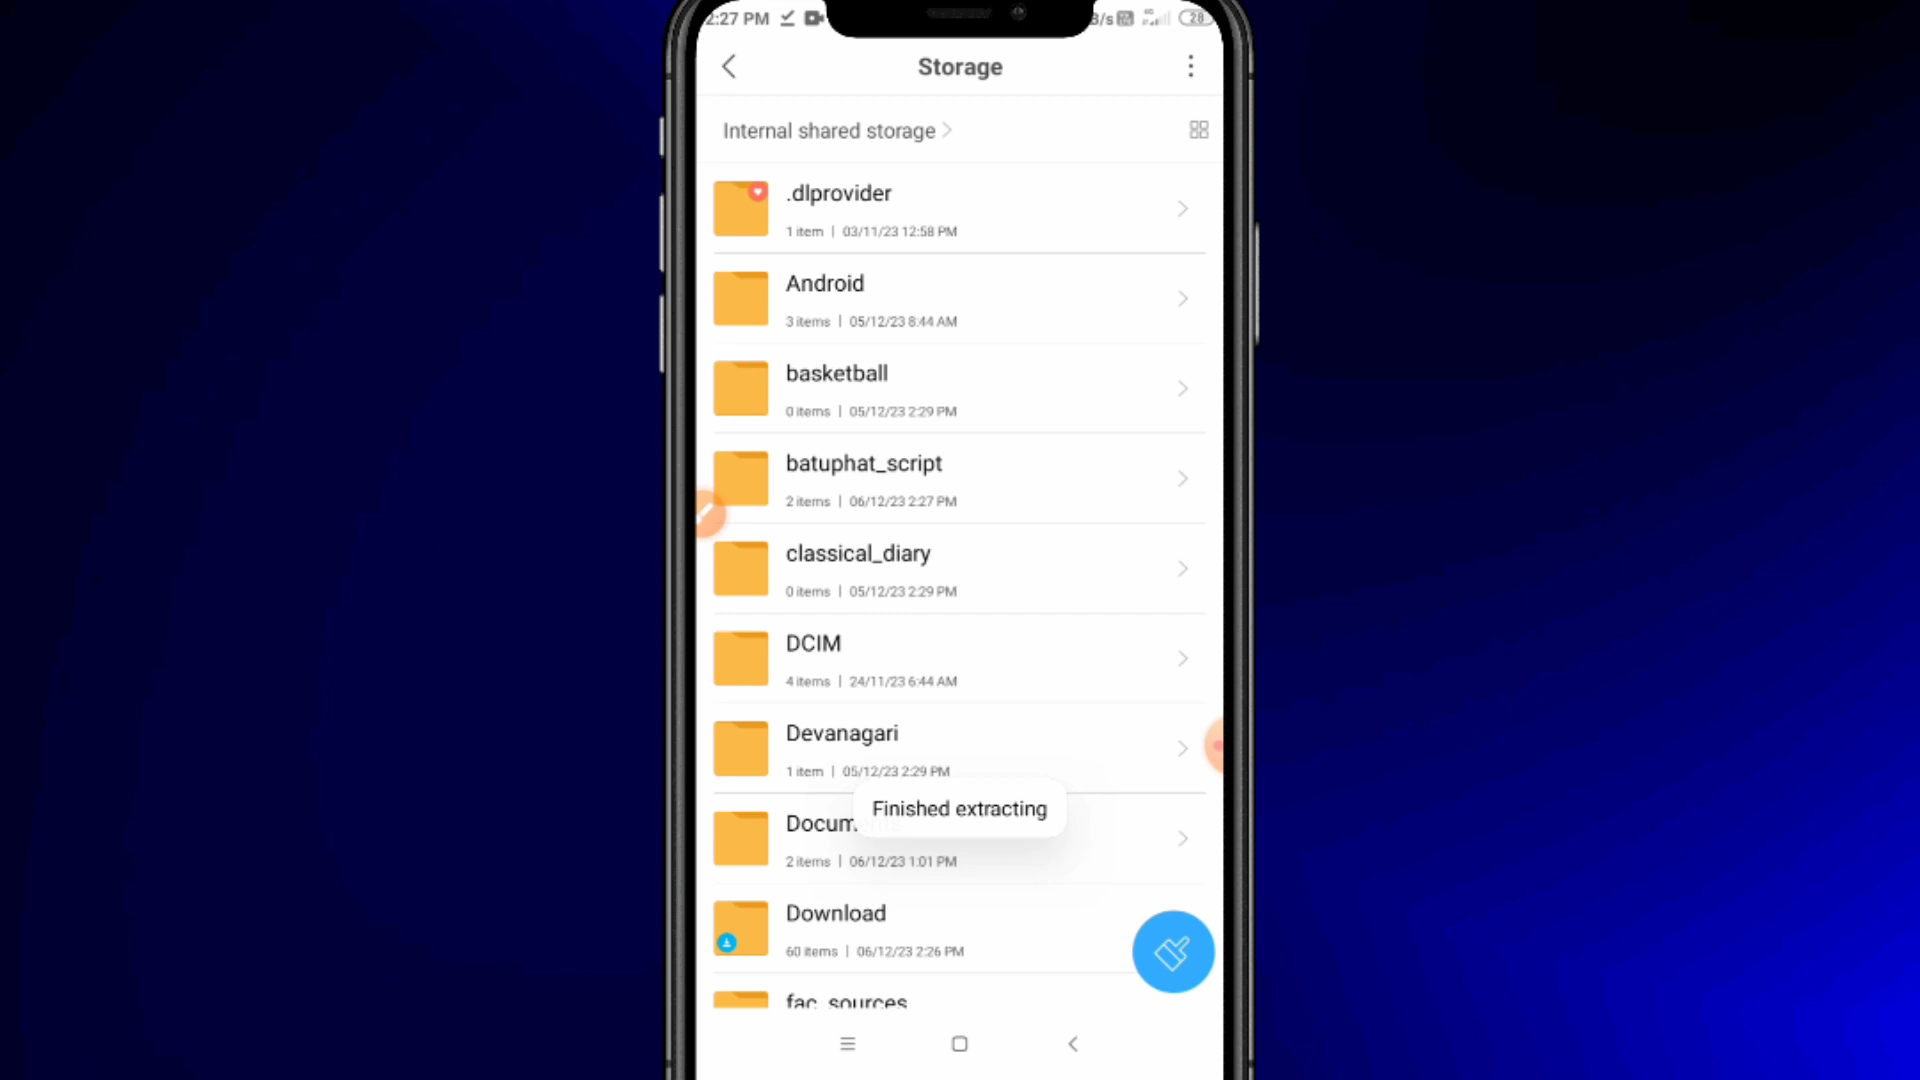 2:27 PM B/s 28
Storage
Internal shared storage
.dlprovider
1 item | 03/11/23 12:58 PM
Android
3 items | 05/12/23 8:44 AM
basketball
0 items | 05/12/23 2:29 PM
batuphat_script
2 items | 06/12/23 2:27 PM
classical_diary
0 items | 05/12/23 2:29 PM
DCIM
4 items | 24/11/23 6:44 AM
Devanagari
1 item | 05/12/23 2:29 PM
Finished extracting
2 items | 06/12/23 1:01 PM
Download
60 items | 06/12/23 2:26 PM
fac_sources